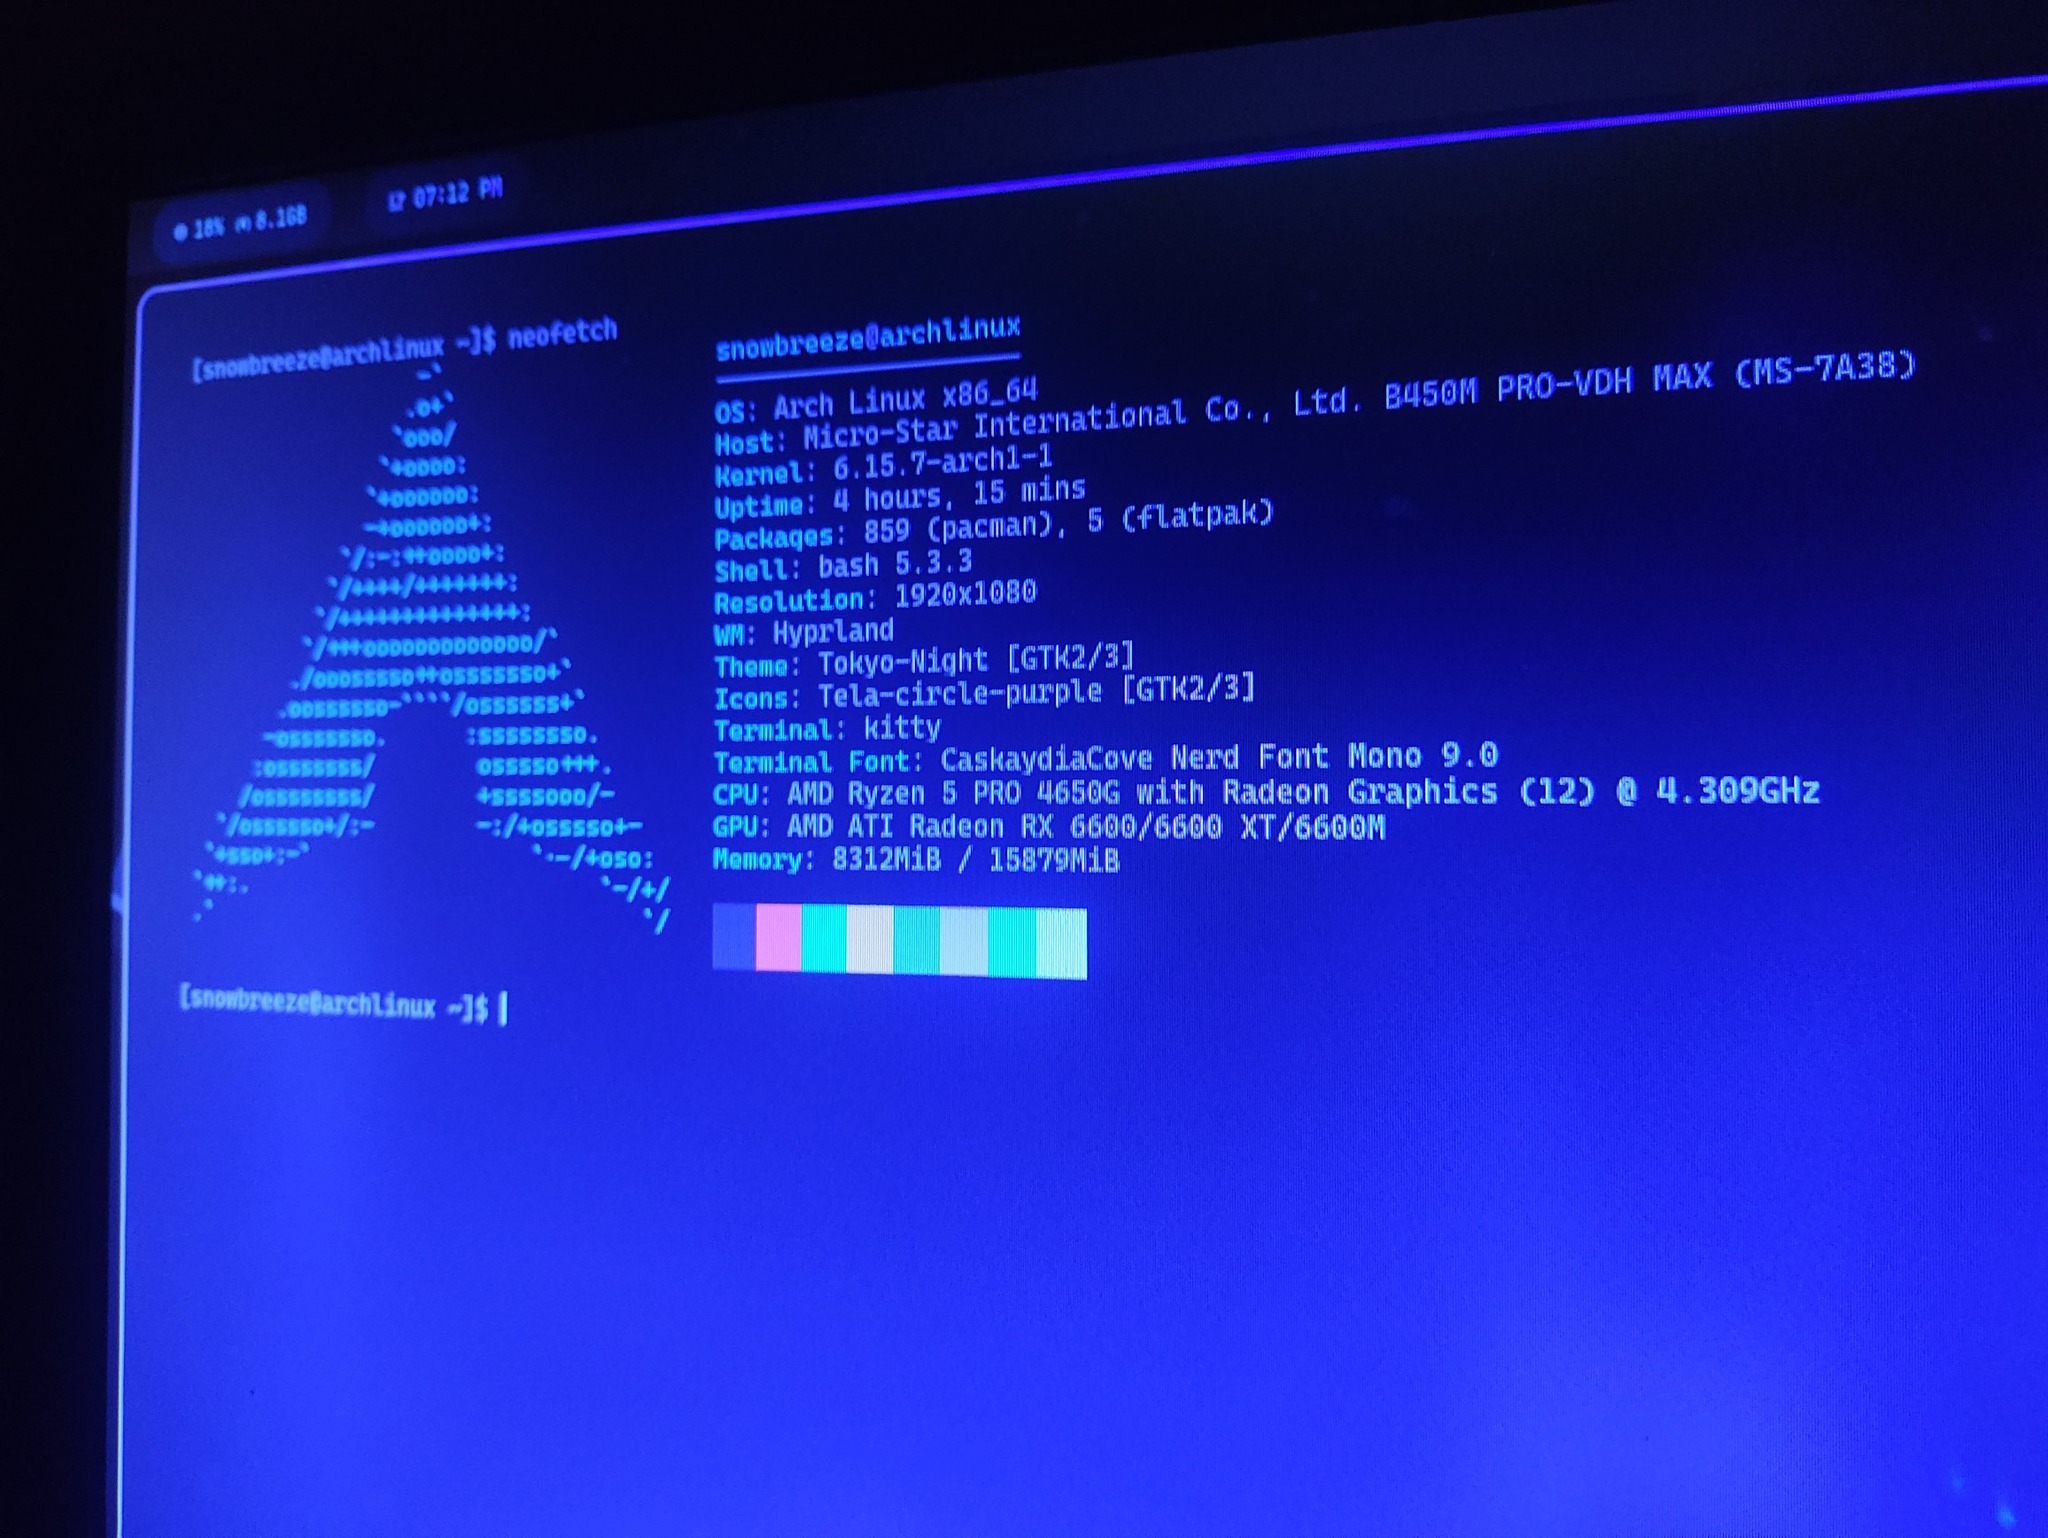 18% 8.1GB 07:12 PM
[snowbreeze@archlinux ~]$ neofetch
snowbreeze@archlinux
OS: Arch Linux x86_64
Host: Micro-Star International Co., Ltd. B450M PRO-VDH MAX (MS-7A38)
Kernel: 6.15.7-arch1-1
Uptime: 4 hours, 15 mins
Packages: 859 (pacman), 5 (flatpak)
Shell: bash 5.3.3
Resolution: 1920x1080
WM: Hyprland
Theme: Tokyo-Night [GTK2/3]
Icons: Tela-circle-purple [GTK2/3]
Terminal: kitty
Terminal Font: CaskaydiaCove Nerd Font Mono 9.0
CPU: AMD Ryzen 5 PRO 4650G with Radeon Graphics (12) @ 4.309GHz
GPU: AMD ATI Radeon RX 6600/6600 XT/6600M
Memory: 8312MiB / 15879MiB
[snowbreeze@archlinux ~]$